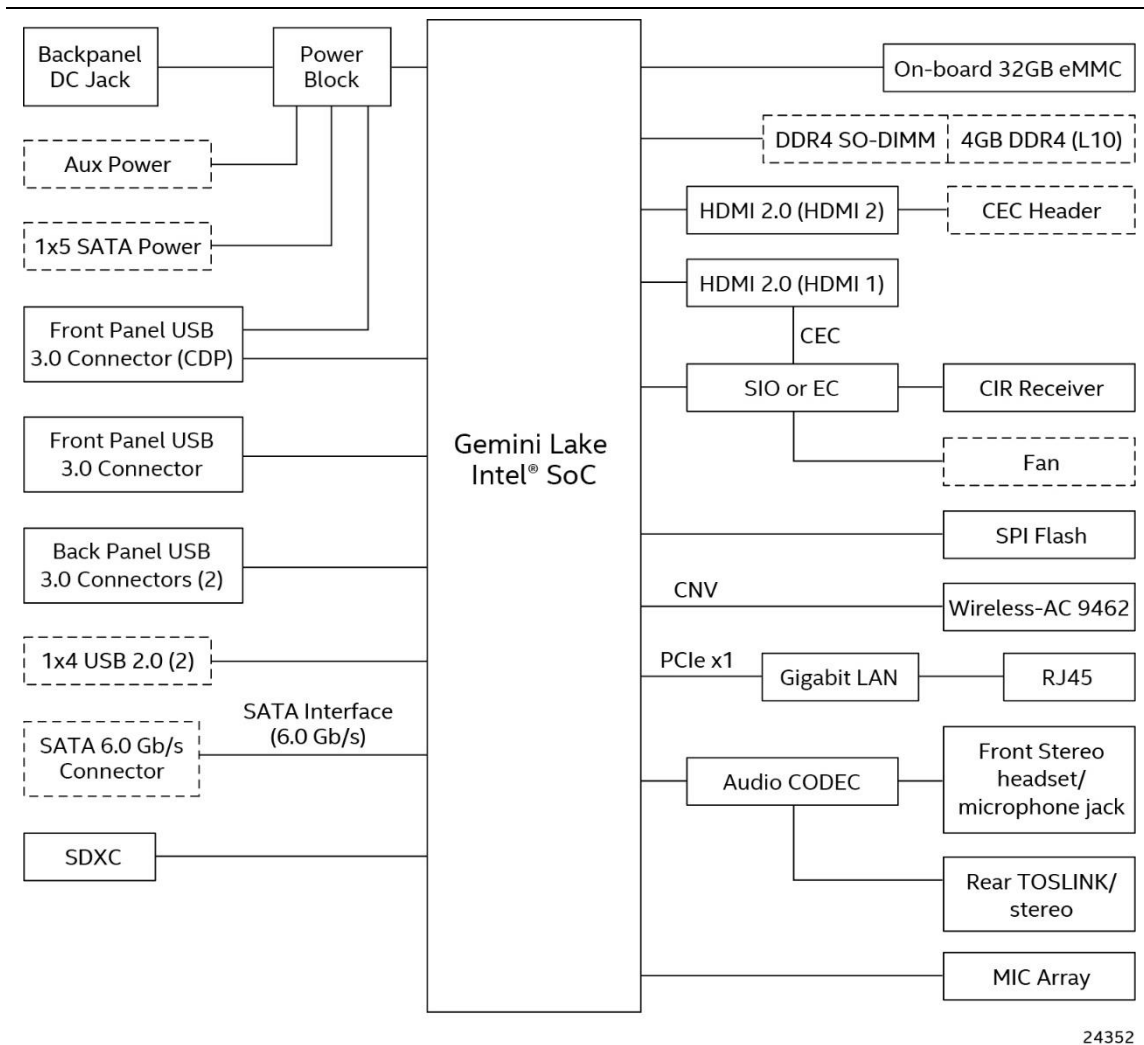 Backpanel
DC Jack
Power
Block
Aux Power
1x5 SATA Power
Front Panel USB
3.0 Connector (CDP)
Front Panel USB
3.0 Connector
Back Panel USB
3.0 Connectors (2)
1x4 USB 2.0 (2)
SATA Interface
(6.0 Gb/s)
SATA 6.0 Gb/s
Connector
SDXC
Gemini Lake
Intel® SoC
On-board 32GB eMMC
DDR4 SO-DIMM
4GB DDR4 (L10)
HDMI 2.0 (HDMI 2)
CEC Header
HDMI 2.0 (HDMI 1)
CEC
SIO or EC
CIR Receiver
Fan
SPI Flash
CNV
Wireless-AC 9462
PCIe x1
Gigabit LAN
RJ45
Audio CODEC
Front Stereo
headset/
microphone jack
Rear TOSLINK/
stereo
MIC Array
24352